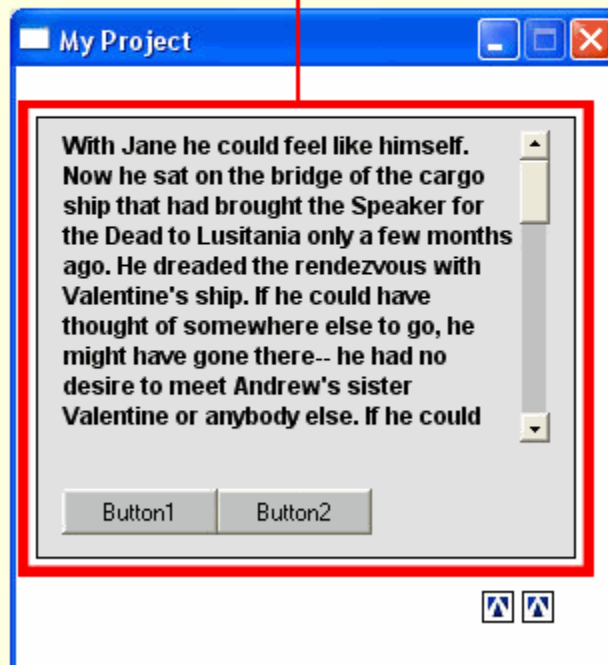 My Project
With Jane he could feel like himself.
Now he sat on the bridge of the cargo
ship that had brought the Speaker for
the Dead to Lusitania only a few months
ago. He dreaded the rendezvous with
Valentine's ship. If he could have
thought of somewhere else to go, he
might have gone there-- he had no
desire to meet Andrew's sister
Valentine or anybody else. If he could
Button1 Button2